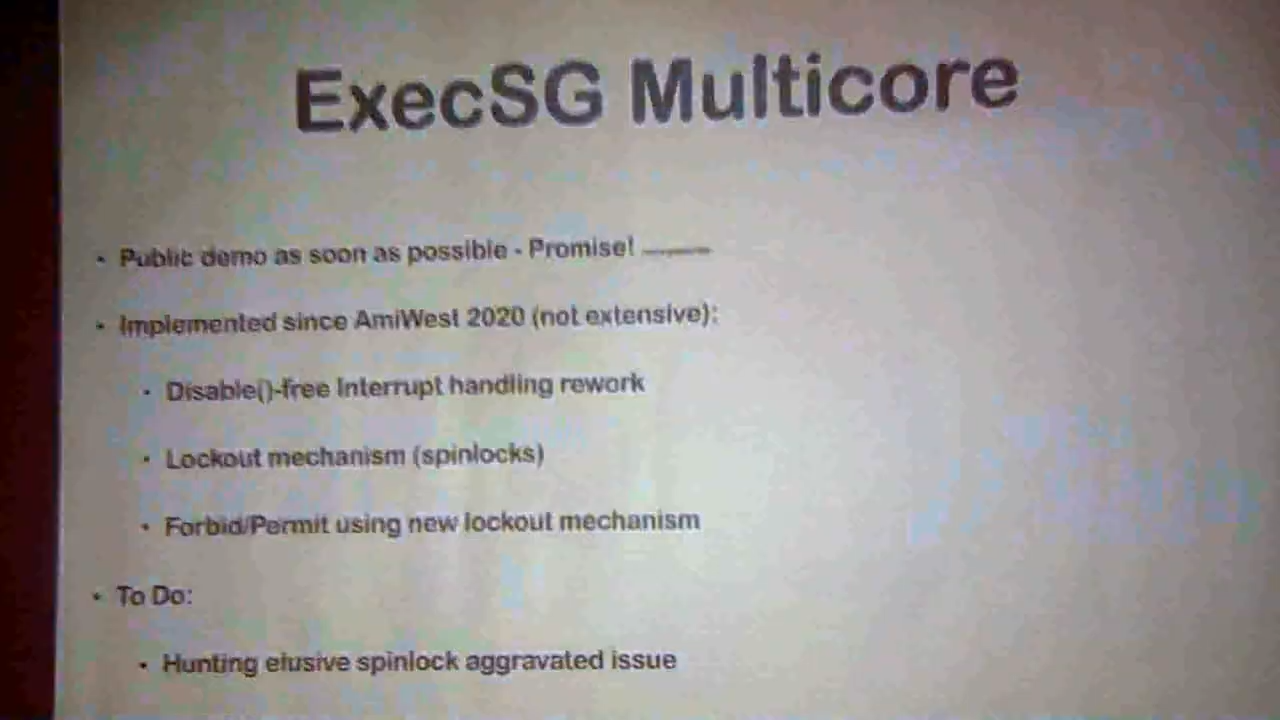 ExecSG Multicore
• Public demo as soon as possible - Promise!
• Implemented since AmiWest 2020 (not extensive):
• Disable()-free Interrupt handling rework
• Lockout mechanism (spinlocks)
• Forbid/Permit using new lockout mechanism
• To Do:
• Hunting elusive spinlock aggravated issue